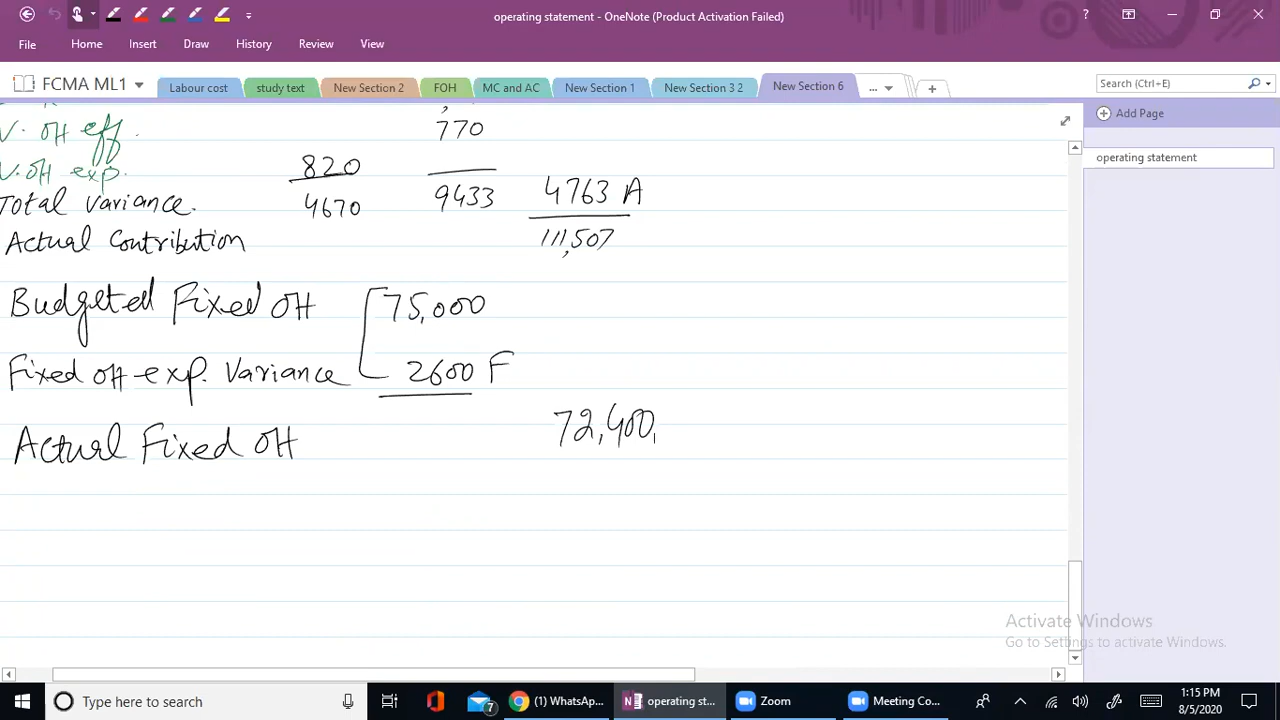 operating statement - OneNote (Product Activation Failed)
File Home Insert Draw History Review View
FCMA ML1 Labour cost study text New Section 2 FOH MC and AC New Section 1 New Section 3 2 New Section 6 ... Search (Ctrl+E)
Add Page
operating statement
V. oH eff. 770
V. oH exp. 820
Total Variance. 4670 9433 4763 A
Actual Contribution 111,507
Budgeted Fixed oH 75,000
Fixed oH exp. Variance 2600 F
Actual Fixed oH 72,400
Activate Windows
Go to Settings to activate Windows.
Type here to search 7 (1) WhatsApp... operating stat... Zoom Meeting Co... 1:15 PM
8/5/2020